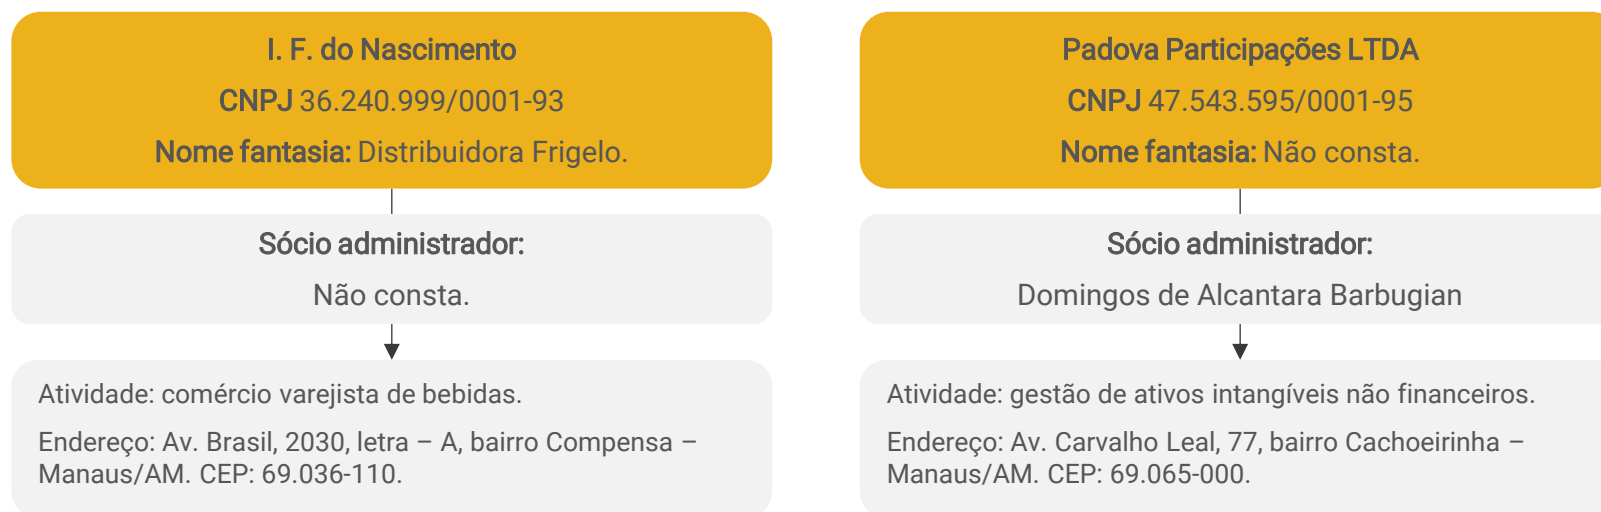 I. F. do Nascimento
CNPJ 36.240.999/0001-93
Nome fantasia: Distribuidora Frigelo.
Sócio administrador:
Não consta.
Atividade: comércio varejista de bebidas.
Endereço: Av. Brasil, 2030, letra – A, bairro Compensa –
Manaus/AM. CEP: 69.036-110.
Padova Participações LTDA
CNPJ 47.543.595/0001-95
Nome fantasia: Não consta.
Sócio administrador:
Domingos de Alcantara Barbugian
Atividade: gestão de ativos intangíveis não financeiros.
Endereço: Av. Carvalho Leal, 77, bairro Cachoeirinha –
Manaus/AM. CEP: 69.065-000.